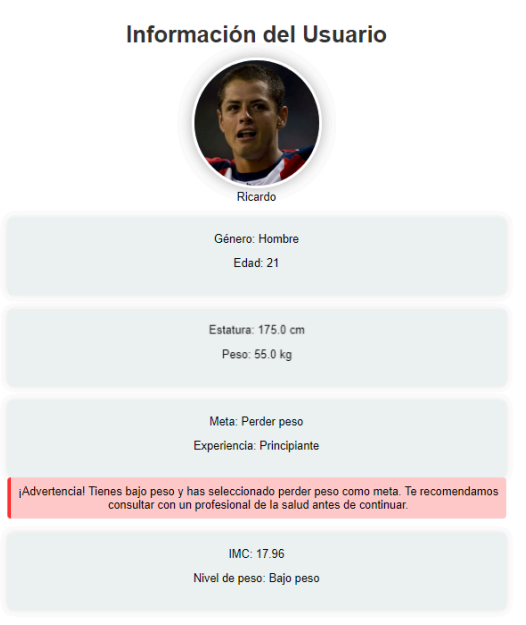 Información del Usuario
Ricardo
Género: Hombre
Edad: 21
Estatura: 175.0 cm
Peso: 55.0 kg
Meta: Perder peso
Experiencia: Principiante
¡Advertencia! Tienes bajo peso y has seleccionado perder peso como meta. Te recomendamos
consultar con un profesional de la salud antes de continuar.
IMC: 17.96
Nivel de peso: Bajo peso